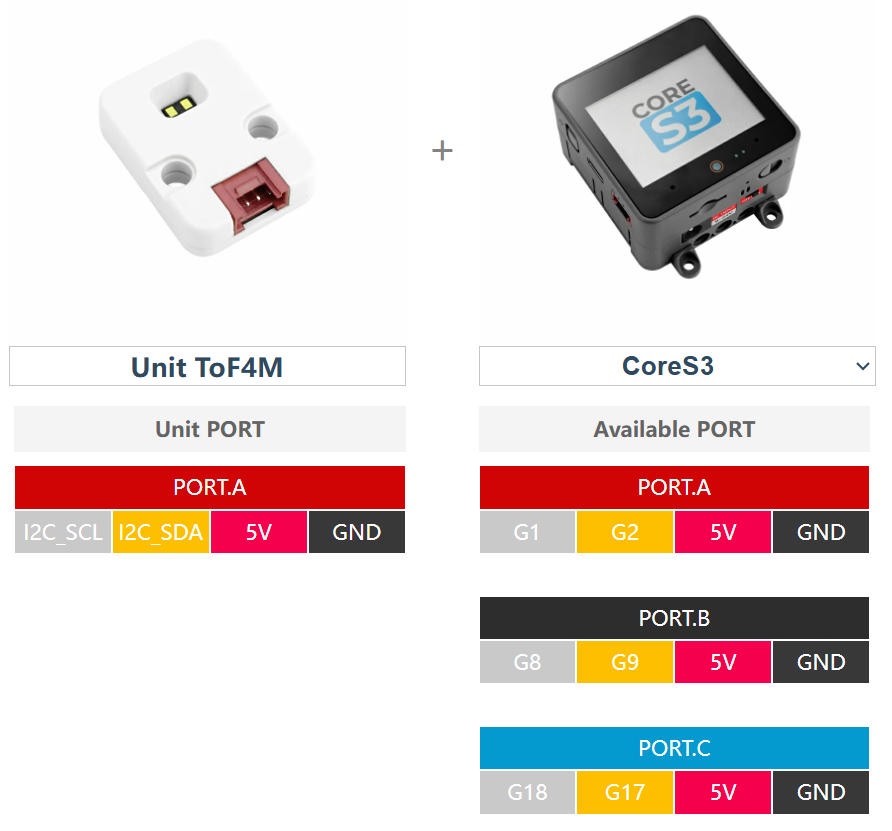 CORE
S3
+
Unit ToF4M
CoreS3
Unit PORT
Available PORT
PORT.A
I2C_SCL I2C_SDA 5V GND
PORT.A
G1 G2 5V GND
PORT.B
G8 G9 5V GND
PORT.C
G18 G17 5V GND